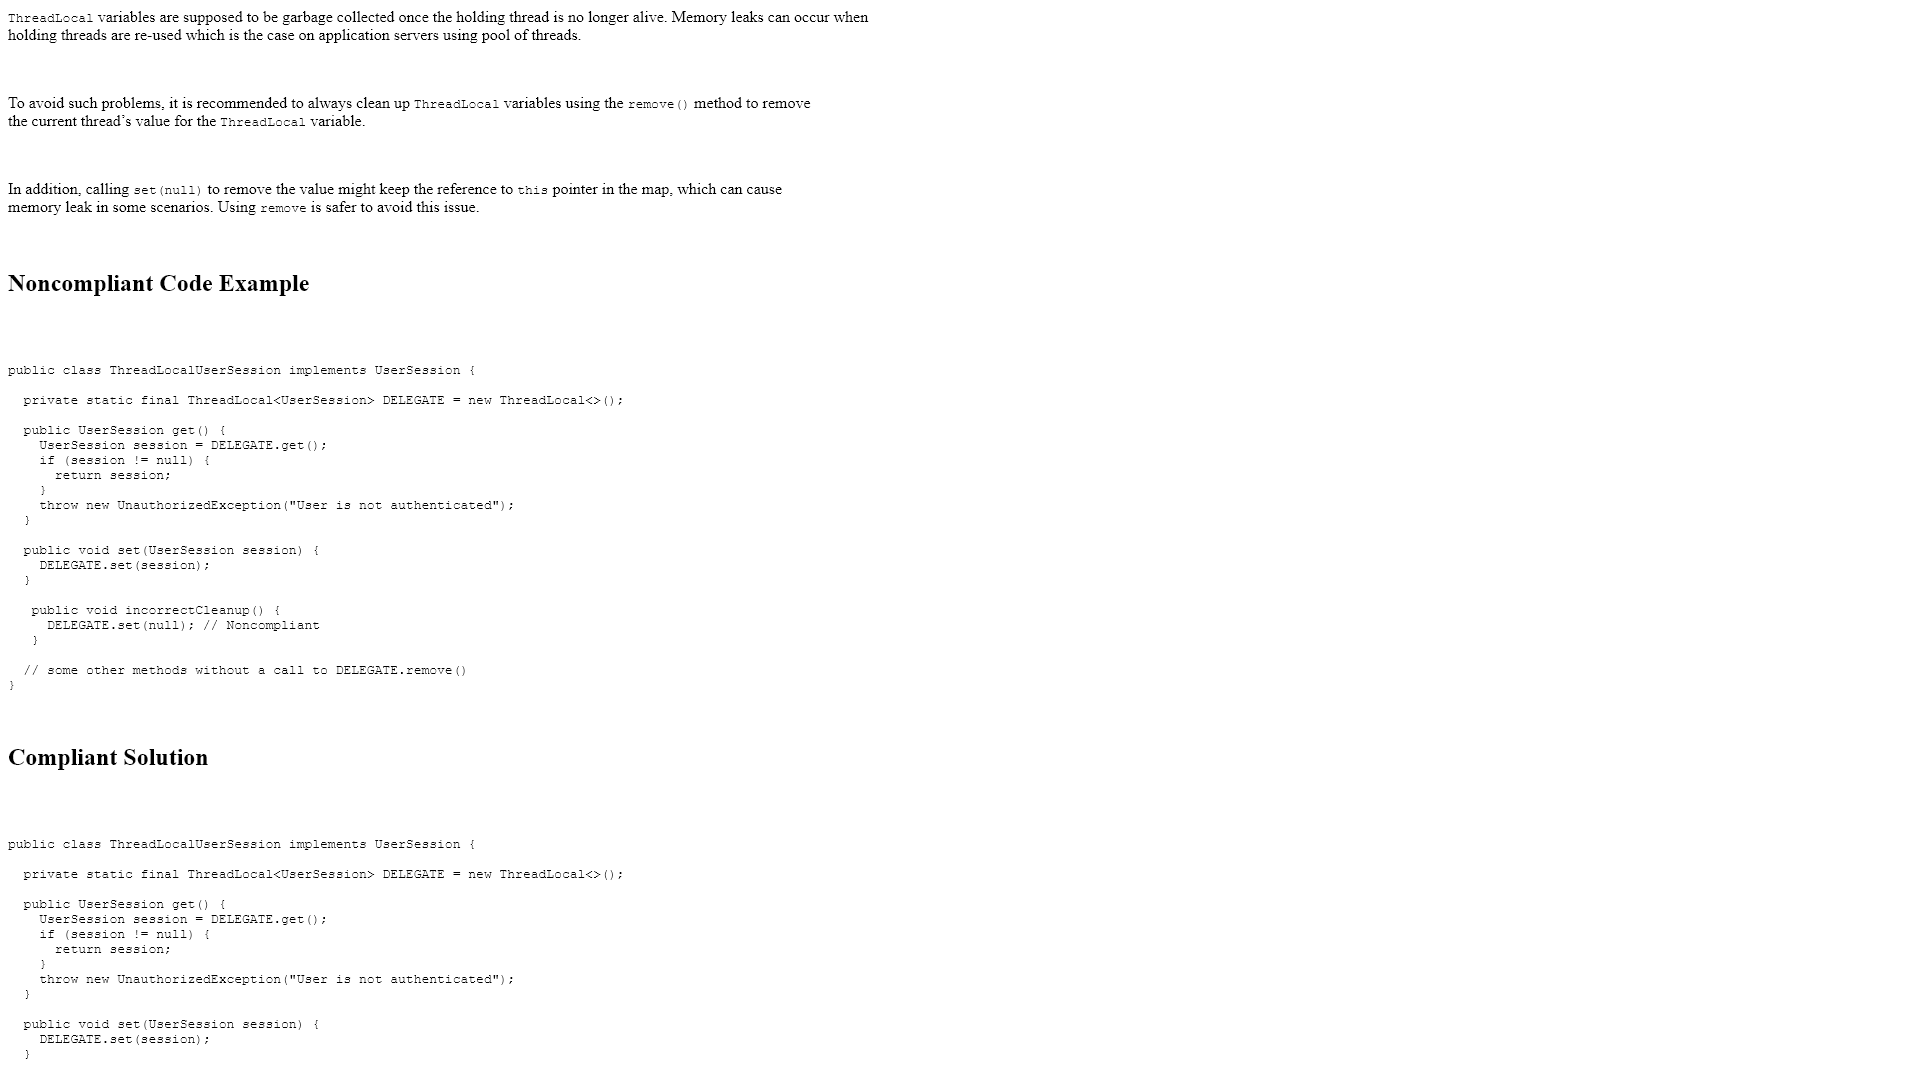 ThreadLocal variables are supposed to be garbage collected once the holding thread is no longer alive. Memory leaks can occur when
holding threads are re-used which is the case on application servers using pool of threads.
To avoid such problems, it is recommended to always clean up ThreadLocal variables using the remove() method to remove
the current thread’s value for the ThreadLocal variable.
In addition, calling set(null) to remove the value might keep the reference to this pointer in the map, which can cause
memory leak in some scenarios. Using remove is safer to avoid this issue.
Noncompliant Code Example
public class ThreadLocalUserSession implements UserSession {
  private static final ThreadLocal<UserSession> DELEGATE = new ThreadLocal<>();
  public UserSession get() {
    UserSession session = DELEGATE.get();
    if (session != null) {
      return session;
    }
    throw new UnauthorizedException("User is not authenticated");
  }
  public void set(UserSession session) {
    DELEGATE.set(session);
  }
   public void incorrectCleanup() {
     DELEGATE.set(null); // Noncompliant
   }
  // some other methods without a call to DELEGATE.remove()
}
Compliant Solution
public class ThreadLocalUserSession implements UserSession {
  private static final ThreadLocal<UserSession> DELEGATE = new ThreadLocal<>();
  public UserSession get() {
    UserSession session = DELEGATE.get();
    if (session != null) {
      return session;
    }
    throw new UnauthorizedException("User is not authenticated");
  }
  public void set(UserSession session) {
    DELEGATE.set(session);
  }